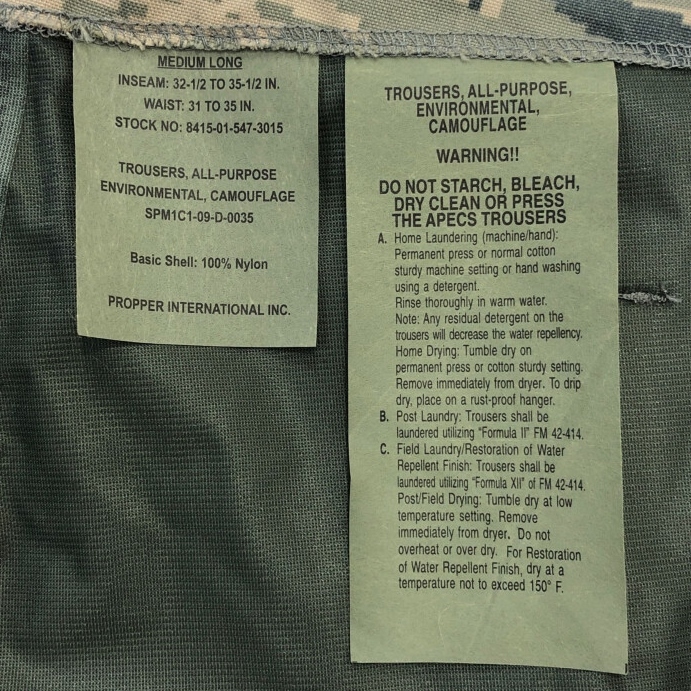 MEDIUM LONG
INSEAM: 32-1/2 TO 35-1/2 IN.
WAIST: 31 TO 35 IN.
STOCK NO: 8415-01-547-3015
TROUSERS, ALL-PURPOSE
ENVIRONMENTAL, CAMOUFLAGE
SPM1C1-09-D-0035
Basic Shell: 100% Nylon
PROPPER INTERNATIONAL INC.
TROUSERS, ALL-PURPOSE,
ENVIRONMENTAL,
CAMOUFLAGE
WARNING!!
DO NOT STARCH, BLEACH,
DRY CLEAN OR PRESS
THE APECS TROUSERS
A. Home Laundering (machine/hand):
Permanent press or normal cotton
sturdy machine setting or hand washing
using a detergent.
Rinse thoroughly in warm water.
Note: Any residual detergent on the
trousers will decrease the water repellency.
Home Drying: Tumble dry on
permanent press or cotton sturdy setting.
Remove immediately from dryer. To drip
dry, place on a rust-proof hanger.
B. Post Laundry: Trousers shall be
laundered utilizing "Formula II" FM 42-414.
C. Field Laundry/Restoration of Water
Repellent Finish: Trousers shall be
laundered utilizing "Formula XII" of FM 42-414.
Post/Field Drying: Tumble dry at low
temperature setting. Remove
immediately from dryer. Do not
overheat or over dry. For Restoration
of Water Repellent Finish, dry at a
temperature not to exceed 150° F.